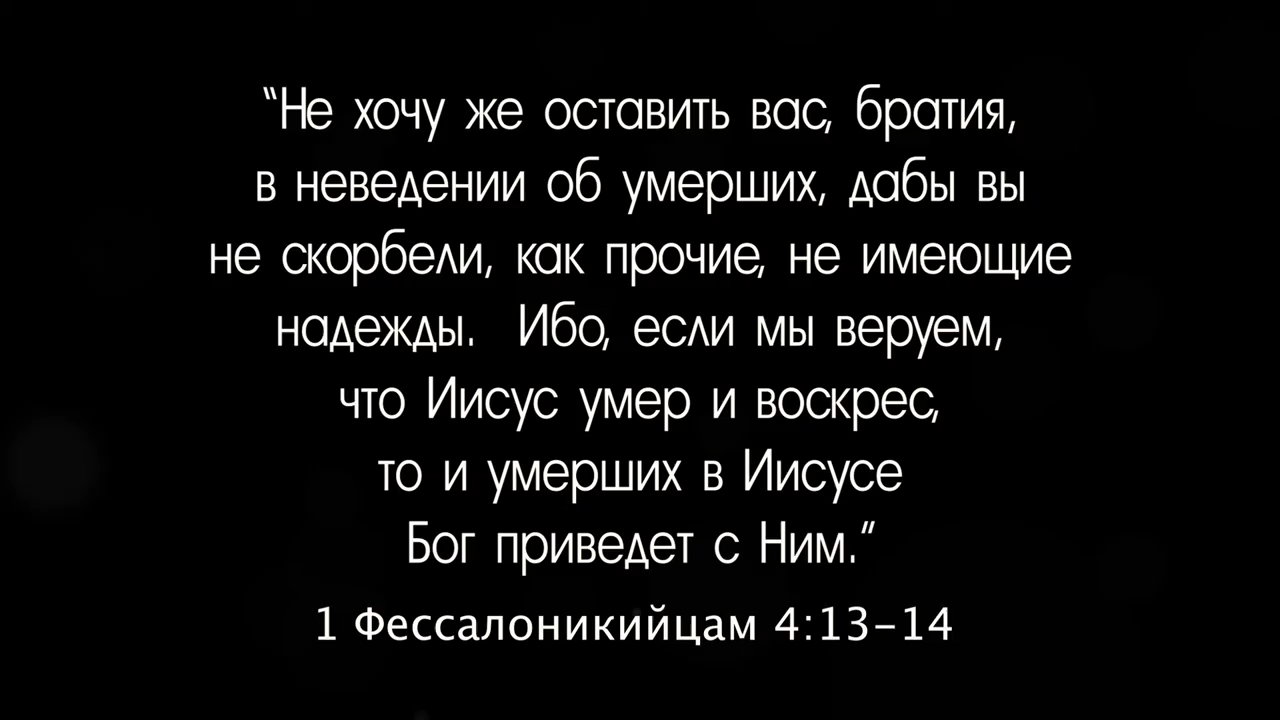 “Не хочу же оставить вас, братия,
в неведении об умерших, дабы вы
не скорбели, как прочие, не имеющие
надежды.  Ибо, если мы веруем,
что Иисус умер и воскрес,
то и умерших в Иисусе
Бог приведет с Ним.”
1 Фессалоникийцам 4:13–14